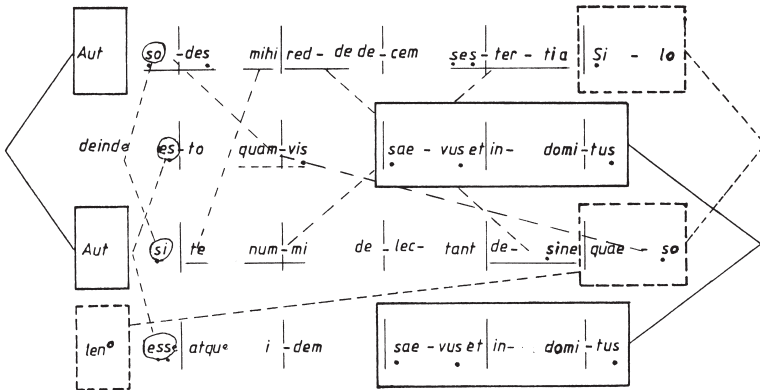 Aut so - des mihi red - de de - cem ses - ter - tia Si - lo
deinde es - to quam - vis sae - vus et in - domi - tus
Aut si te num - mi de - lec - tant de - sine quae - so
leno esse atque i - dem sae - vus et in - domi - tus